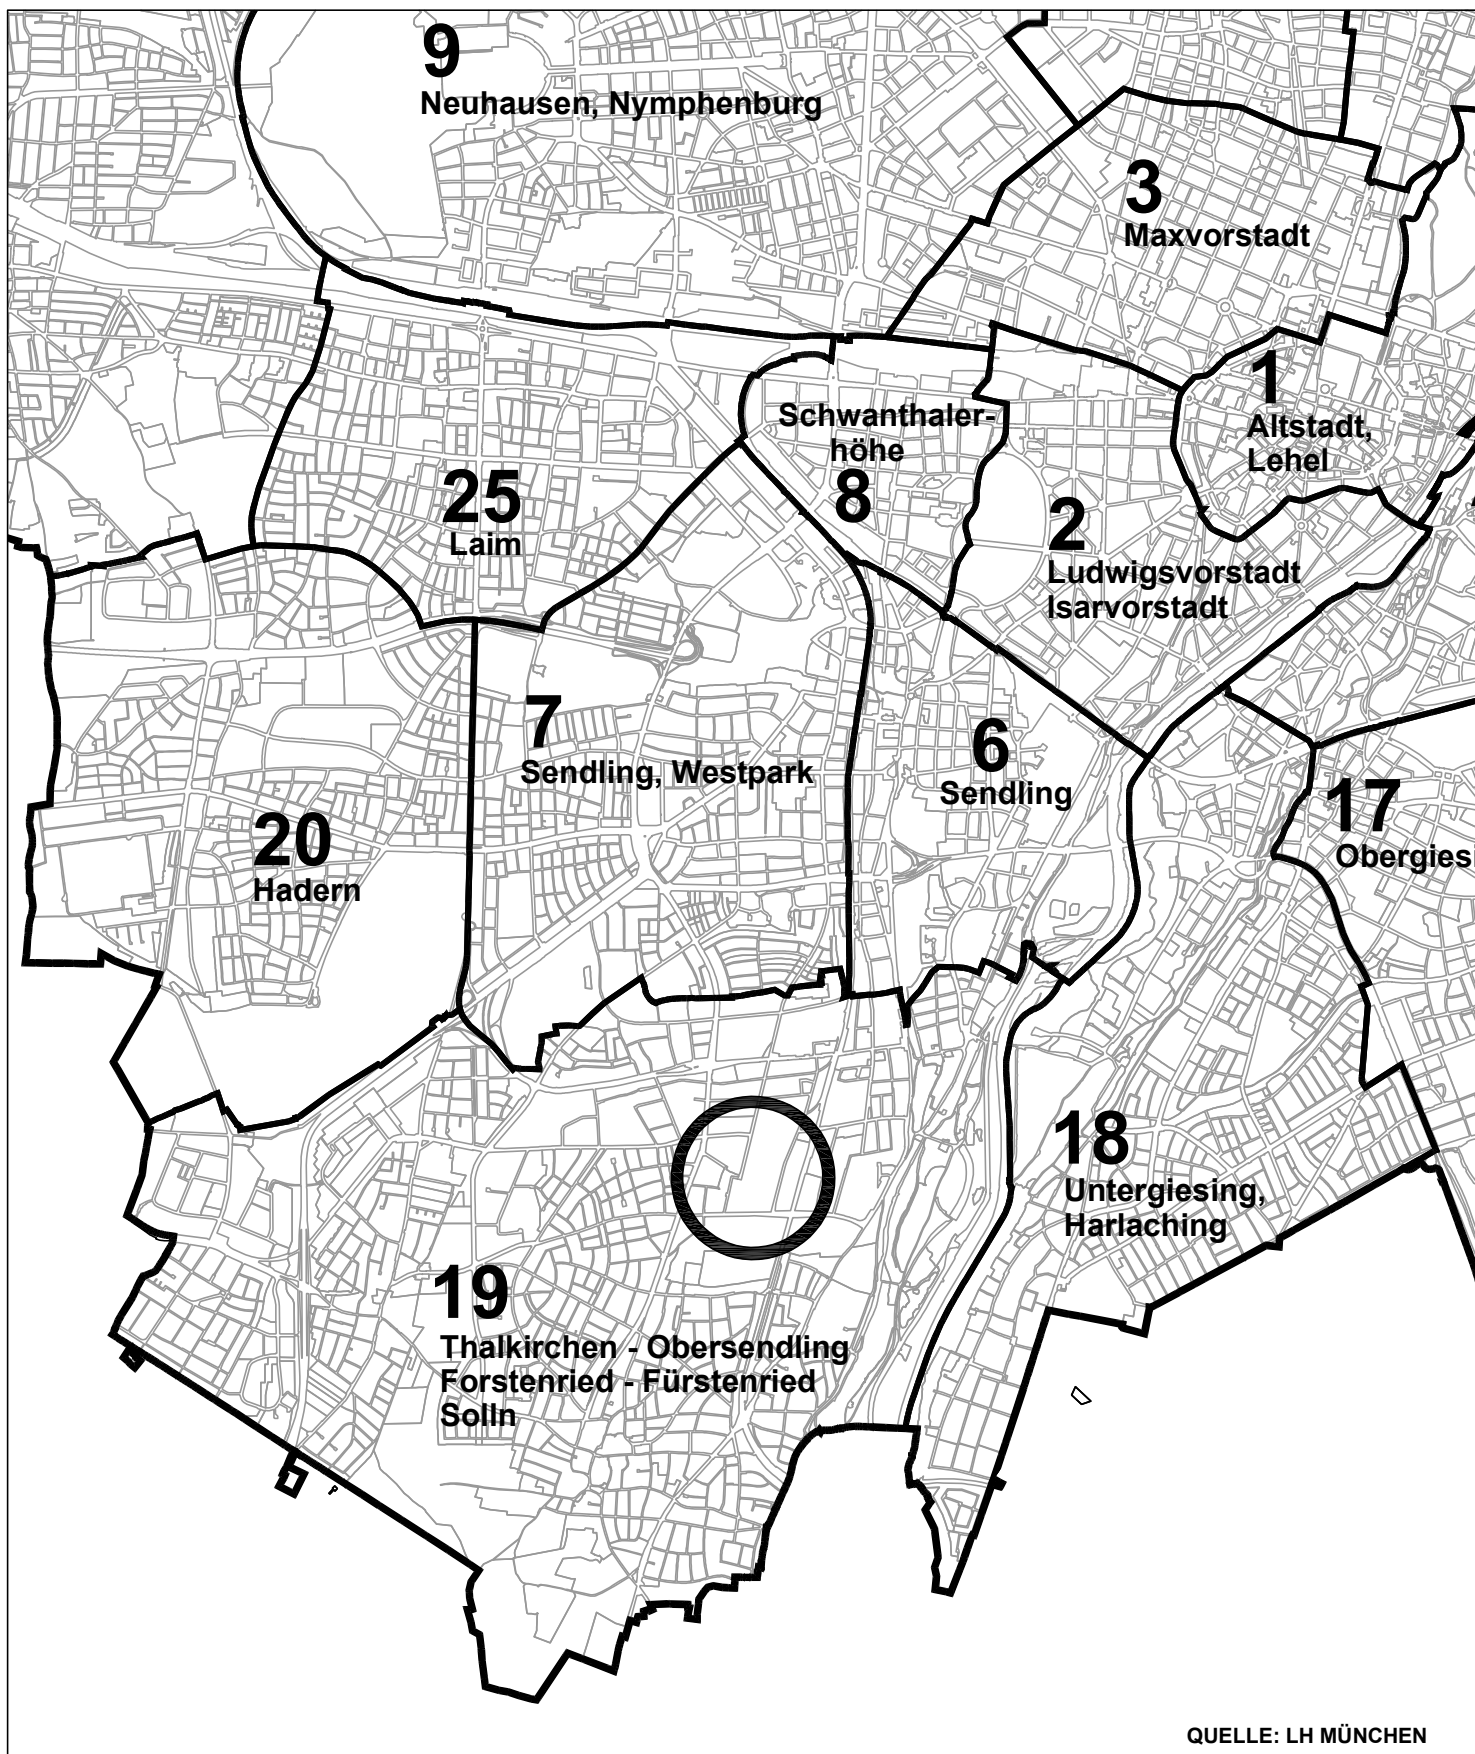 9
Neuhausen, Nymphenburg
3
Maxvorstadt
1
Altstadt,
Lehel
Schwanthaler-
höhe
8
25
Laim
2
Ludwigsvorstadt
Isarvorstadt
7
Sendling, Westpark
6
Sendling
17
Obergiesi
20
Hadern
18
Untergiesing,
Harlaching
19
Thalkirchen - Obersendling
Forstenried - Fürstenried
Solln
QUELLE: LH MÜNCHEN